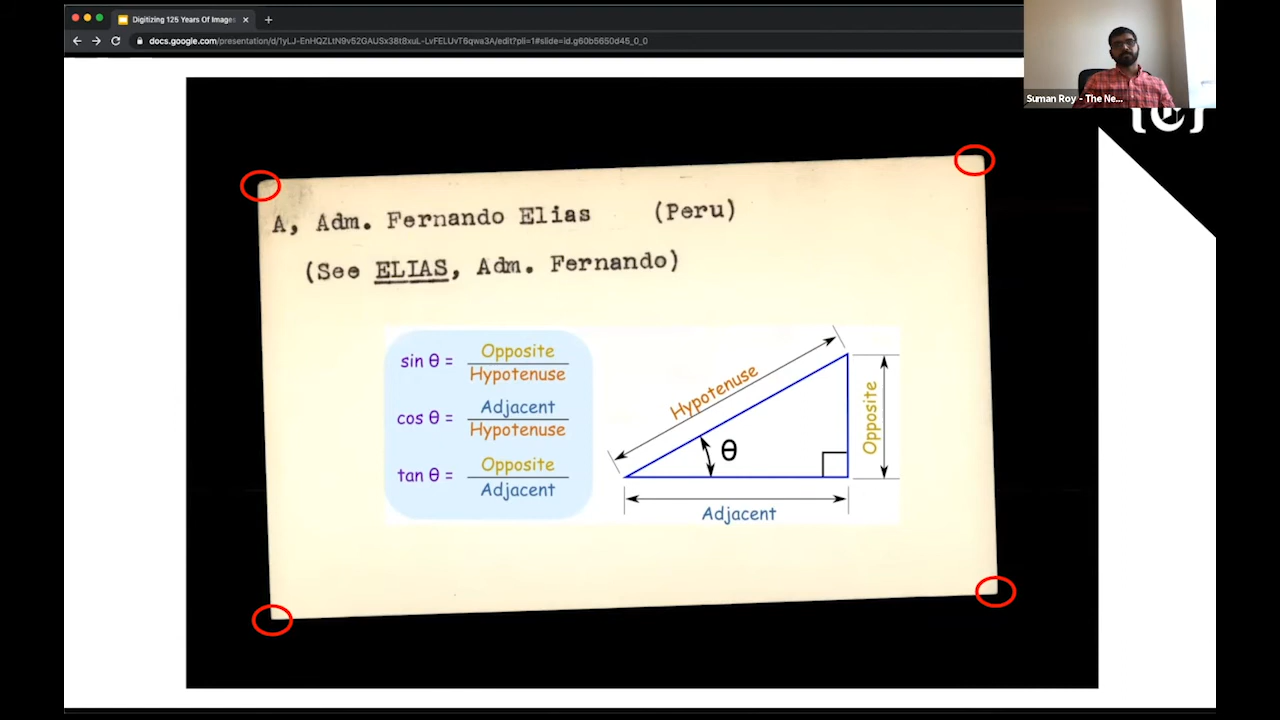 Digitizing 125 Years Of Images
docs.google.com/presentation/d/1yLJ-EnHQZLtN9v52GAUSx38t8xuL-LvFELUvT6qwa3A/edit?pli=1#slide=id.g60b5650d45_0_0
Suman Roy - The Ne...
A, Adm. Fernando Elias (Peru)
(See ELIAS, Adm. Fernando)
sin θ = Opposite
Hypotenuse
cos θ = Adjacent
Hypotenuse
tan θ = Opposite
Adjacent
Hypotenuse
θ
Opposite
Adjacent